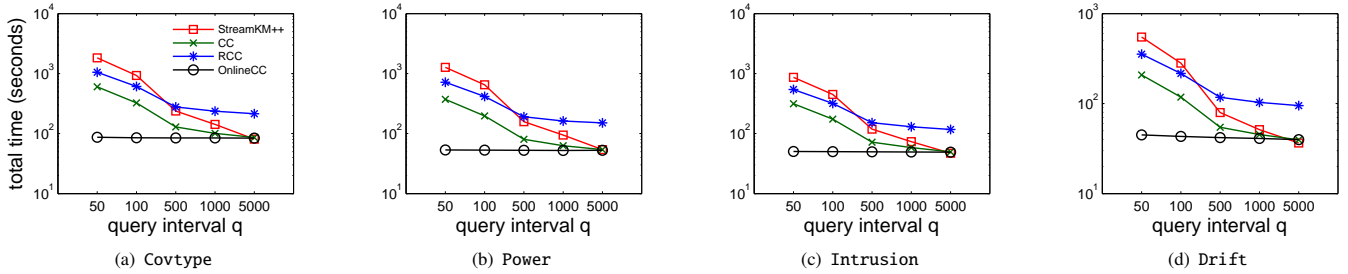 total time (seconds)
10^4
10^3
10^2
10^1
StreamKM++
CC
RCC
OnlineCC
50 100 500 1000 5000
query interval q
(a) Covtype
10^4
10^3
10^2
10^1
50 100 500 1000 5000
query interval q
(b) Power
10^4
10^3
10^2
10^1
50 100 500 1000 5000
query interval q
(c) Intrusion
10^3
10^2
10^1
50 100 500 1000 5000
query interval q
(d) Drift